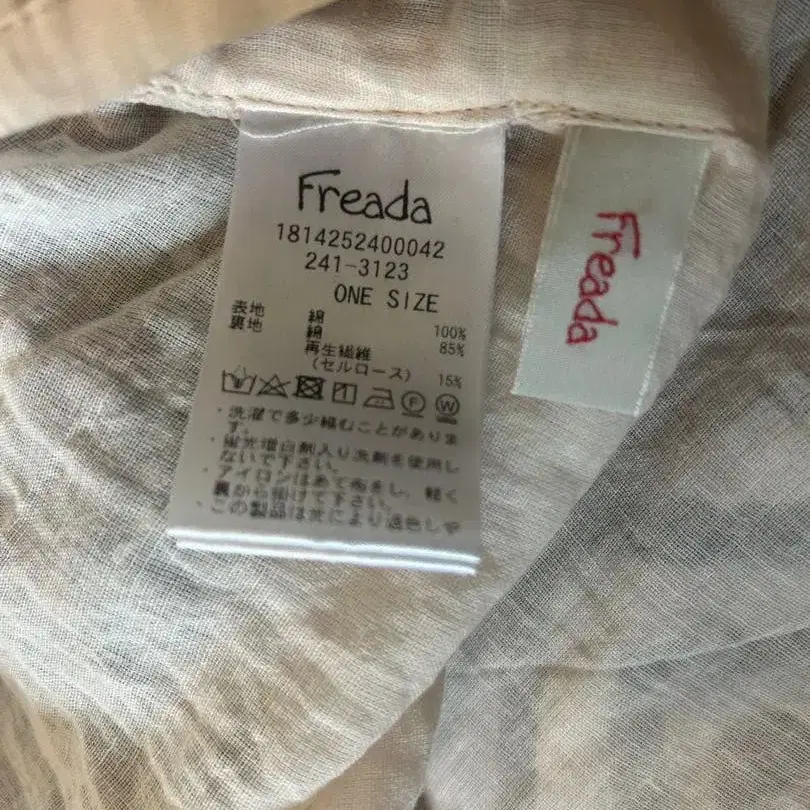 Freada
1814252400042
241-3123
ONE SIZE
表地 綿 100%
裏地 綿 85%
再生繊維
(セルロース) 15%
F W
・洗濯で多少縮むことがありま
す。
・蛍光増白剤入り洗剤を使用し
ないで下さい。
・アイロンはあて布をし、軽く
裏から掛けて下さい。
・この製品は光により退色しや
Freada